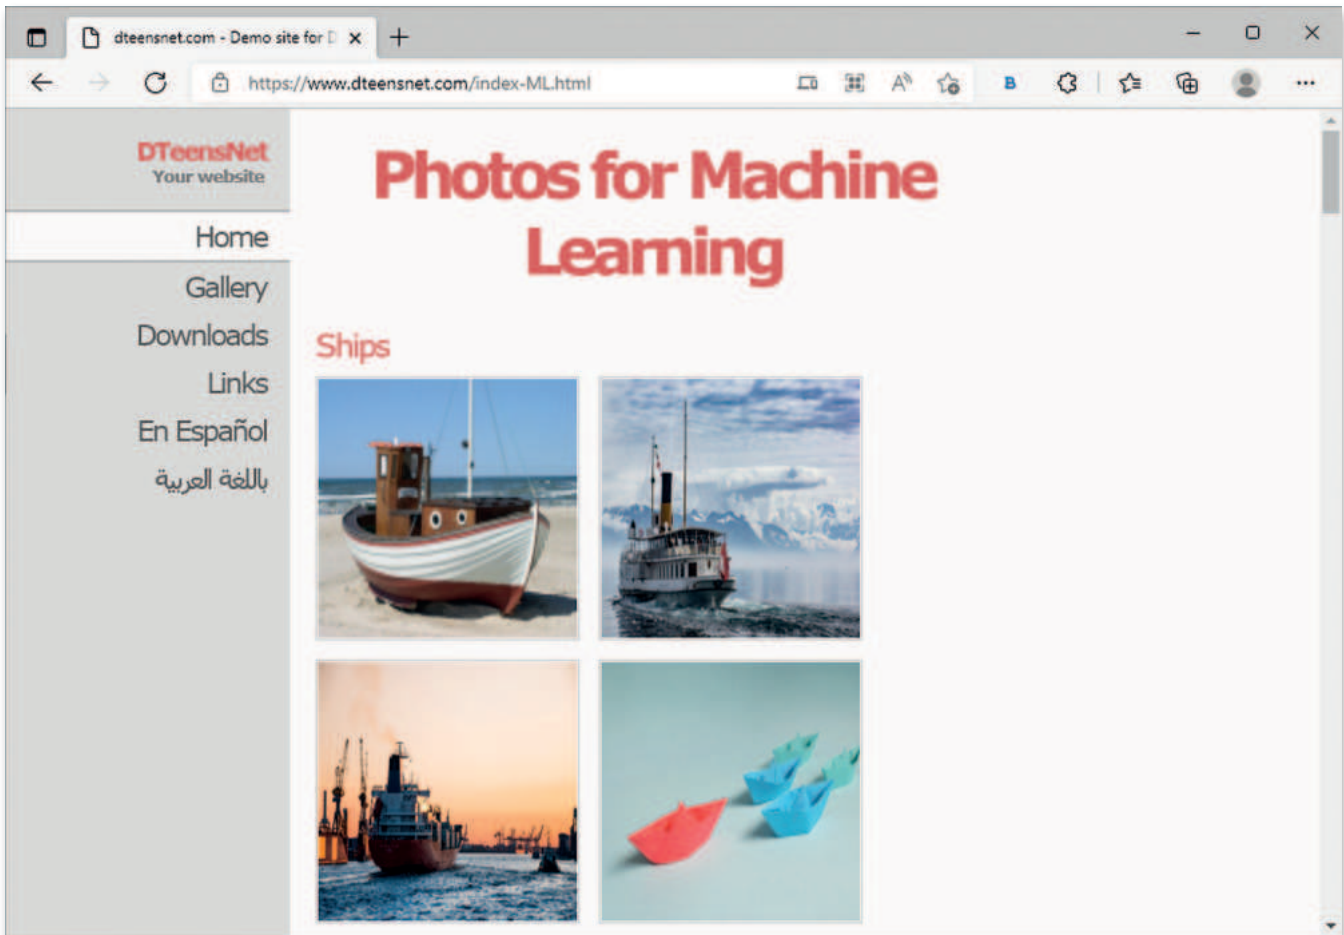 dteensnet.com - Demo site for D
https://www.dteensnet.com/index-ML.html
DTeensNet
Your website
Home
Gallery
Downloads
Links
En Español
باللغة العربية
Photos for Machine
Learning
Ships